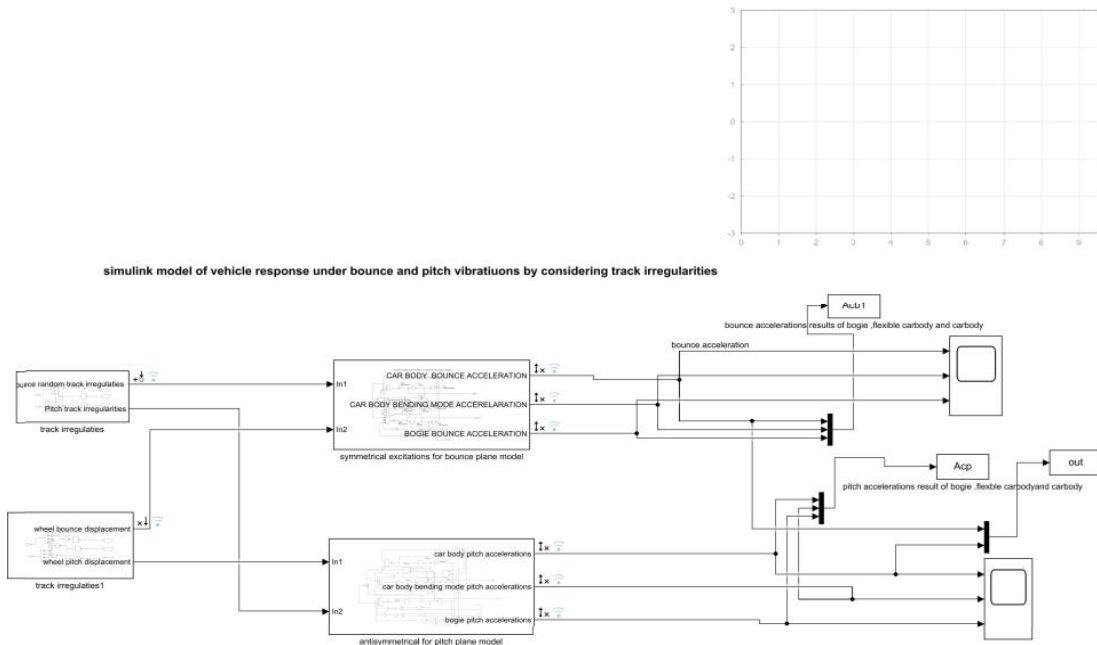 3
2
1
0
-1
-2
-3
0 1 2 3 4 5 6 7 8 9
simulink model of vehicle response under bounce and pitch vibratiuons by considering track irregularities
Acb1
bounce accelerations results of bogie ,flexible carbody and carbody
bounce acceleration
random track irregulaties
Pitch track irregularities
track irregulaties
In1
In2
CAR BODY BOUNCE ACCELERATION
CAR BODY BENDING MODE ACCERELARATION
BOGIE BOUNCE ACCELERATION
symmetrical excitations for bounce plane model
Acp
out
pitch accelerations result of bogie ,flexble carbodyand carbody
wheel bounce displacement
wheel pitch displacement
track irregulaties1
In1
In2
car body pitch accelerations
car body bending mode pitch accelerations
bogie pitch accelerations
antisymmetrical for pitch plane model